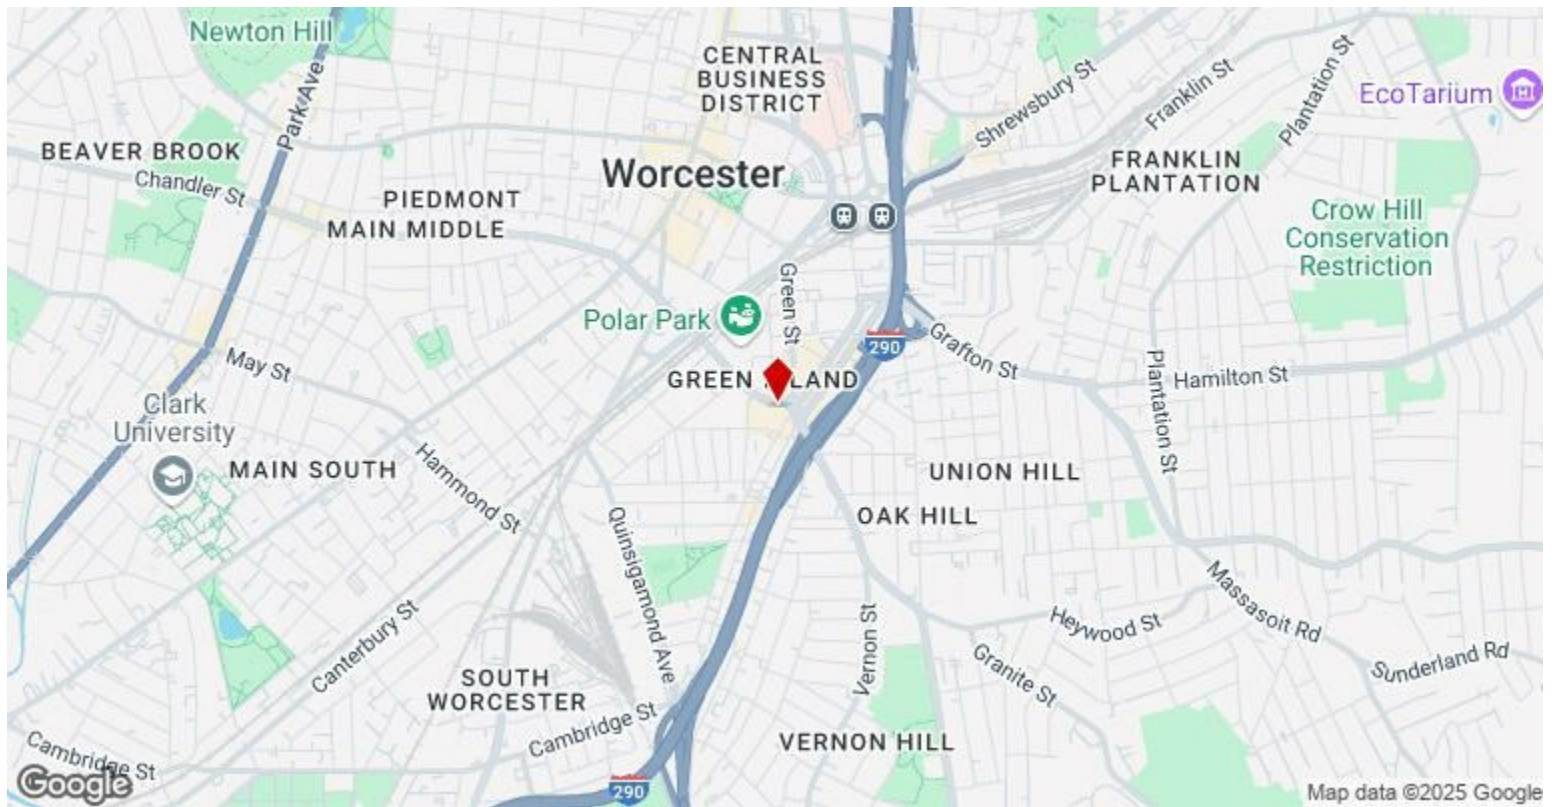 Newton Hill
Park Ave
CENTRAL
BUSINESS
DISTRICT
Shrewsbury St
Franklin St
Plantation St
EcoTarium
BEAVER BROOK
Chandler St
PIEDMONT
MAIN MIDDLE
Worcester
FRANKLIN
PLANTATION
Crow Hill
Conservation
Restriction
Green St
Polar Park
290
Grafton St
May St
GREEN
LAND
Plantation St
Hamilton St
Clark
University
MAIN SOUTH
Hammond St
UNION HILL
OAK HILL
Quinsigamond Ave
Massasoit Rd
Canterbury St
Vernon St
Heywood St
Granite St
Sunderland Rd
SOUTH
WORCESTER
Cambridge St
VERNON HILL
Cambridge St
Google
290
Map data ©2025 Google